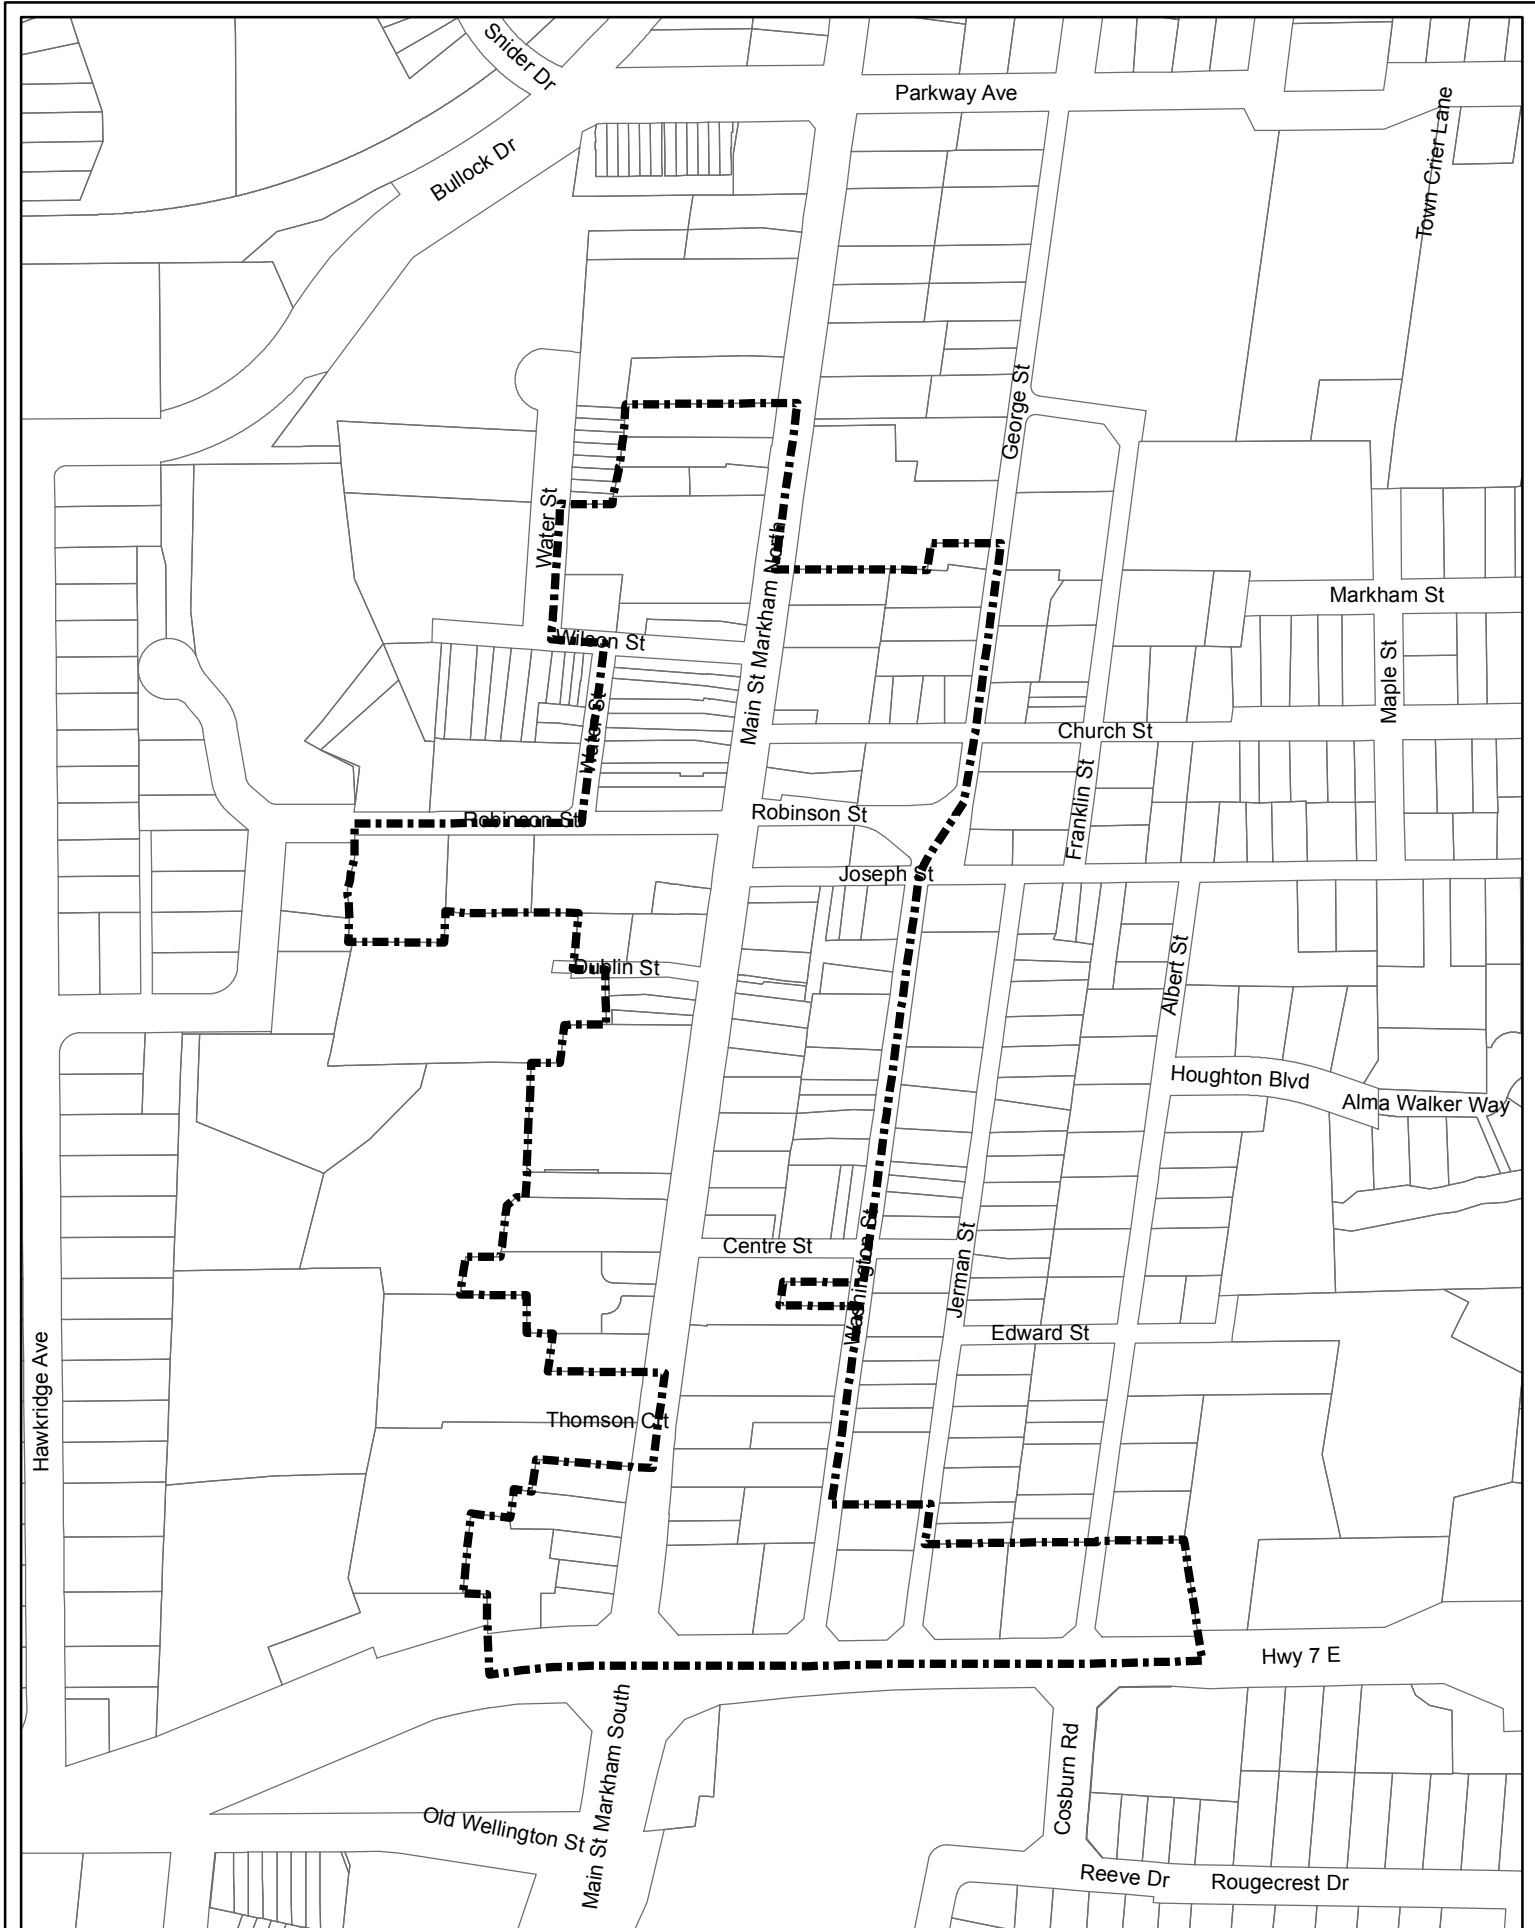 Snider Dr
Parkway Ave
Bullock Dr
Town Crier Lane
George St
Water St
Main St Markham North
Markham St
Wilson St
Maple St
Water St
Church St
Franklin St
Robinson St
Robinson St
Joseph St
Dublin St
Albert St
Houghton Blvd
Alma Walker Way
Centre St
Washington St
Jerman St
Edward St
Hawkridge Ave
Thomson Crt
Hwy 7 E
Main St Markham South
Cosburn Rd
Old Wellington St
Reeve Dr
Rougecrest Dr